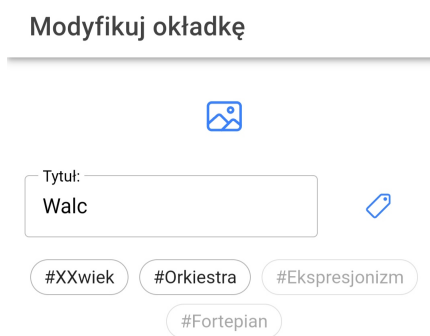 Modyfikuj okładkę
Tytuł:
Walc
#XXwiek #Orkiestra #Ekspresjonizm
#Fortepian